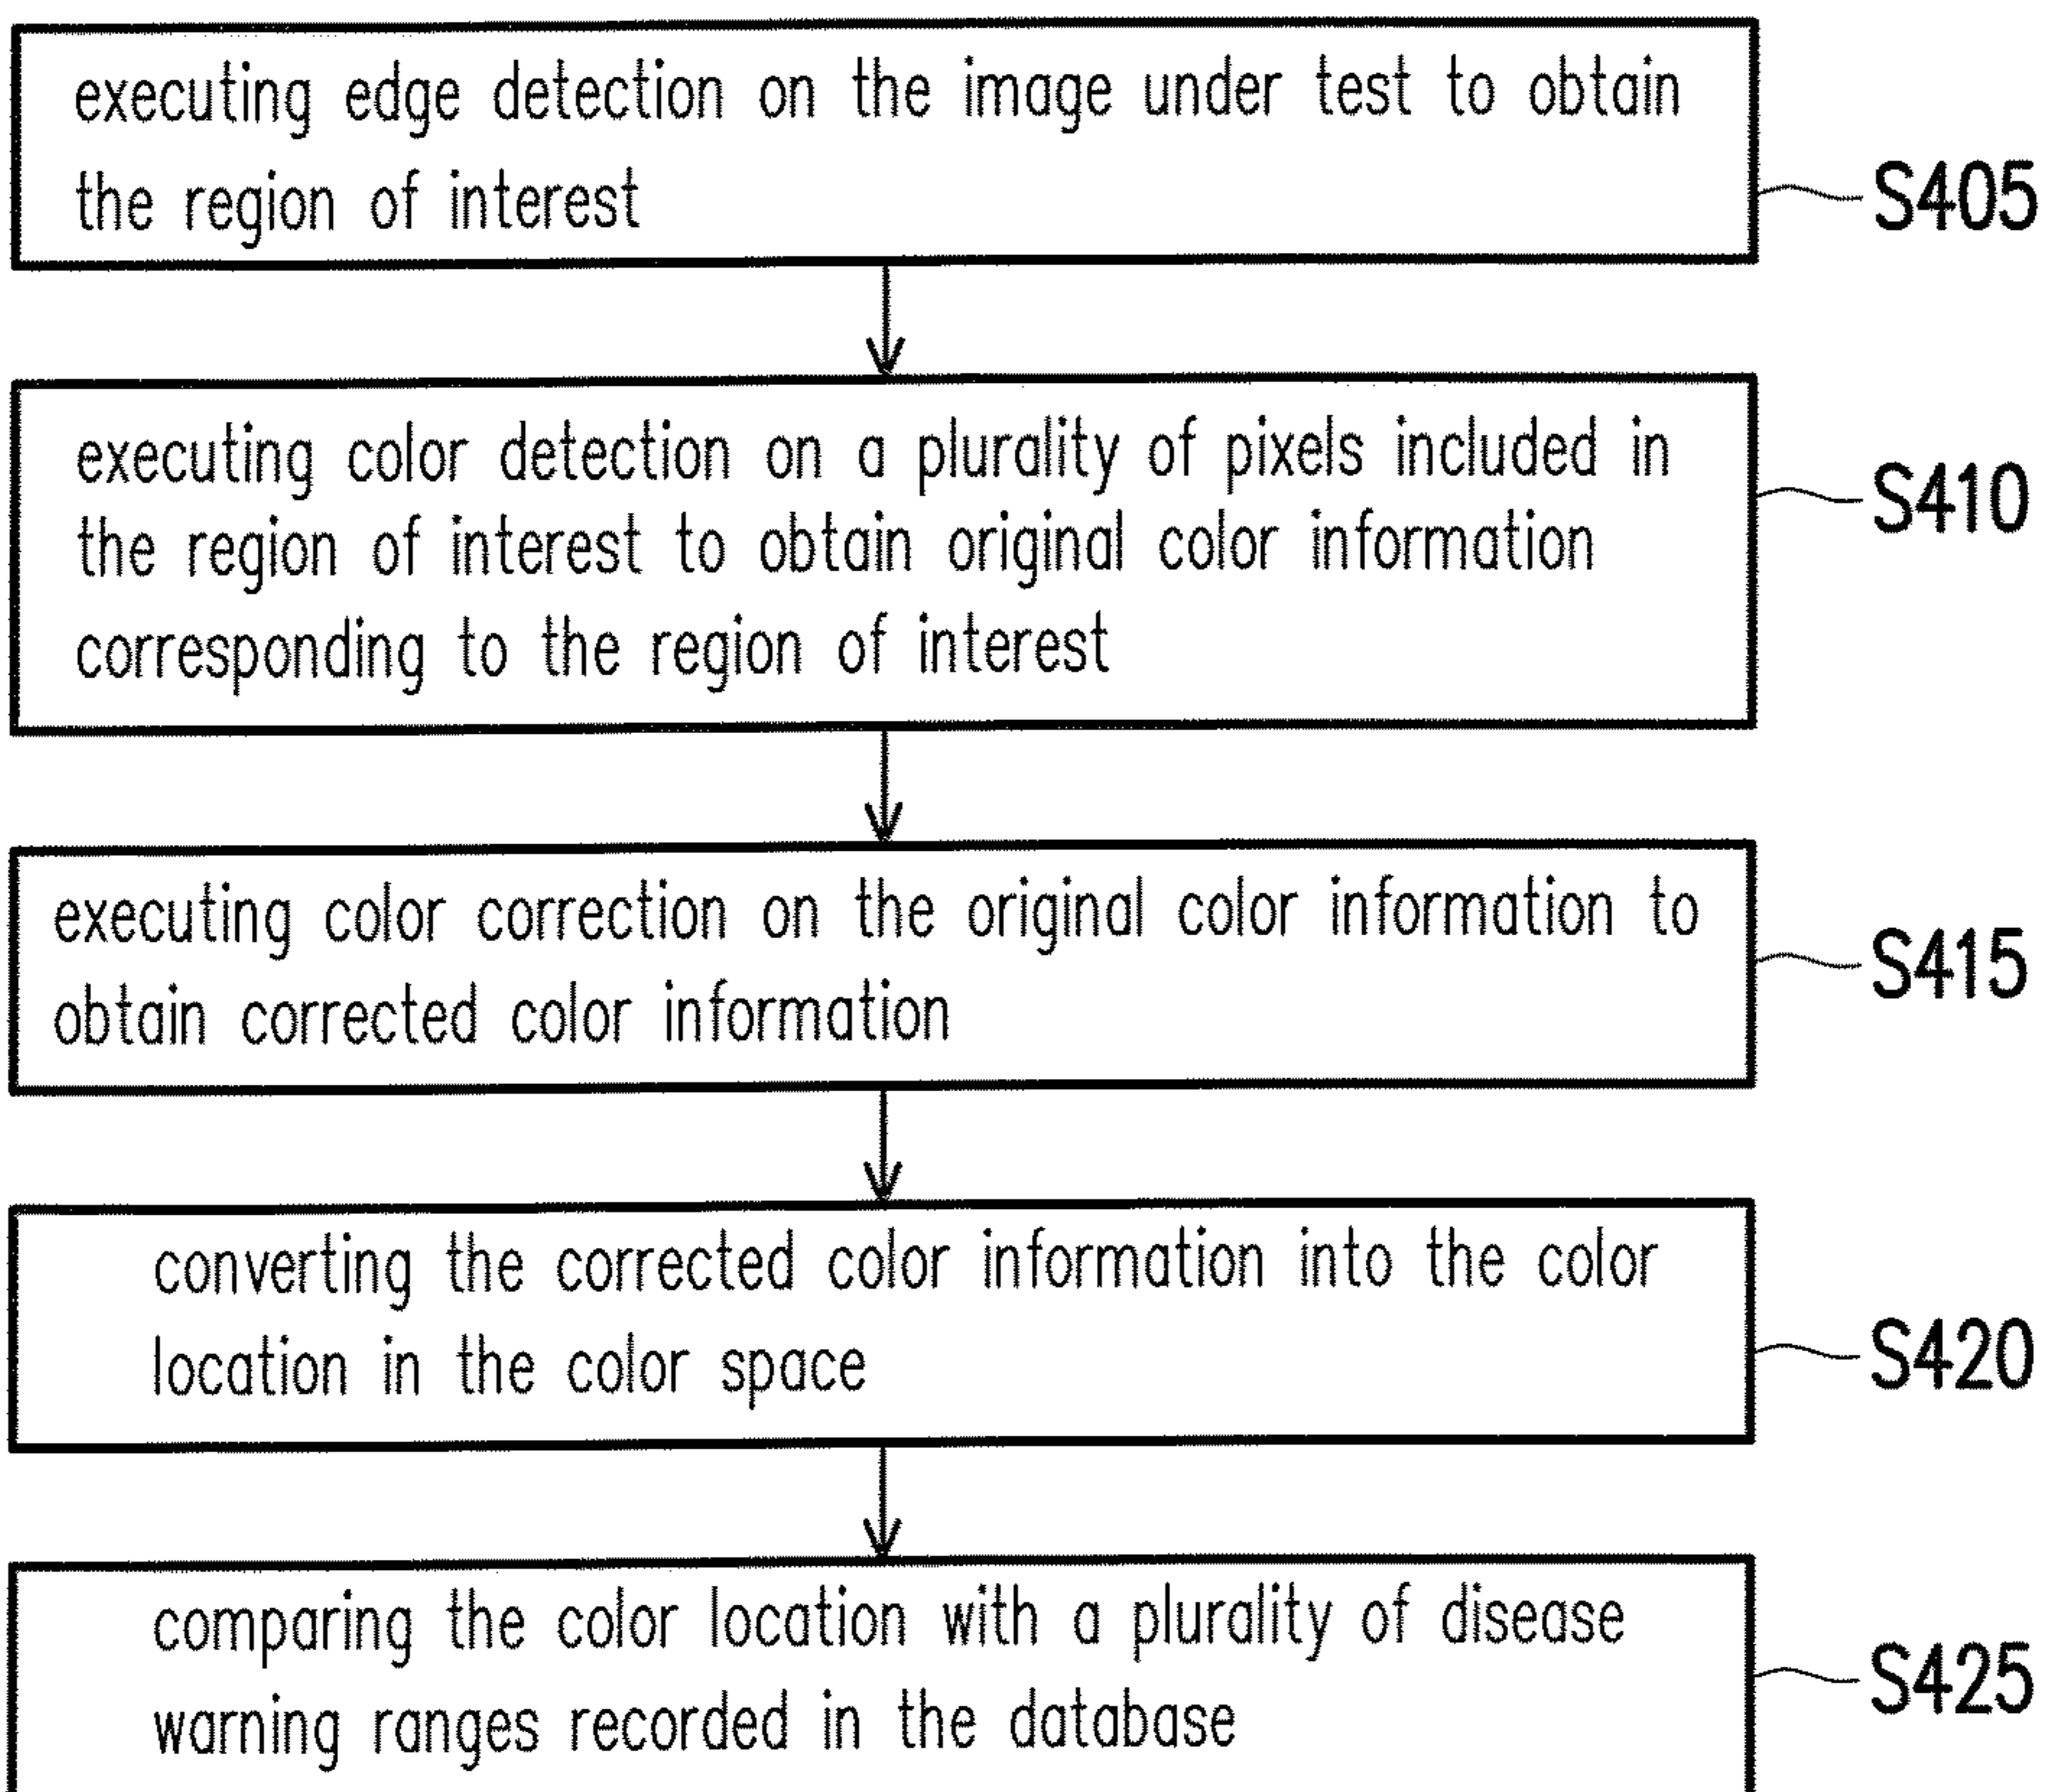 executing edge detection on the image under test to obtain
the region of interest
S405
executing color detection on a plurality of pixels included in
the region of interest to obtain original color information
corresponding to the region of interest
S410
executing color correction on the original color information to
obtain corrected color information
S415
converting the corrected color information into the color
location in the color space
S420
comparing the color location with a plurality of disease
warning ranges recorded in the database
S425